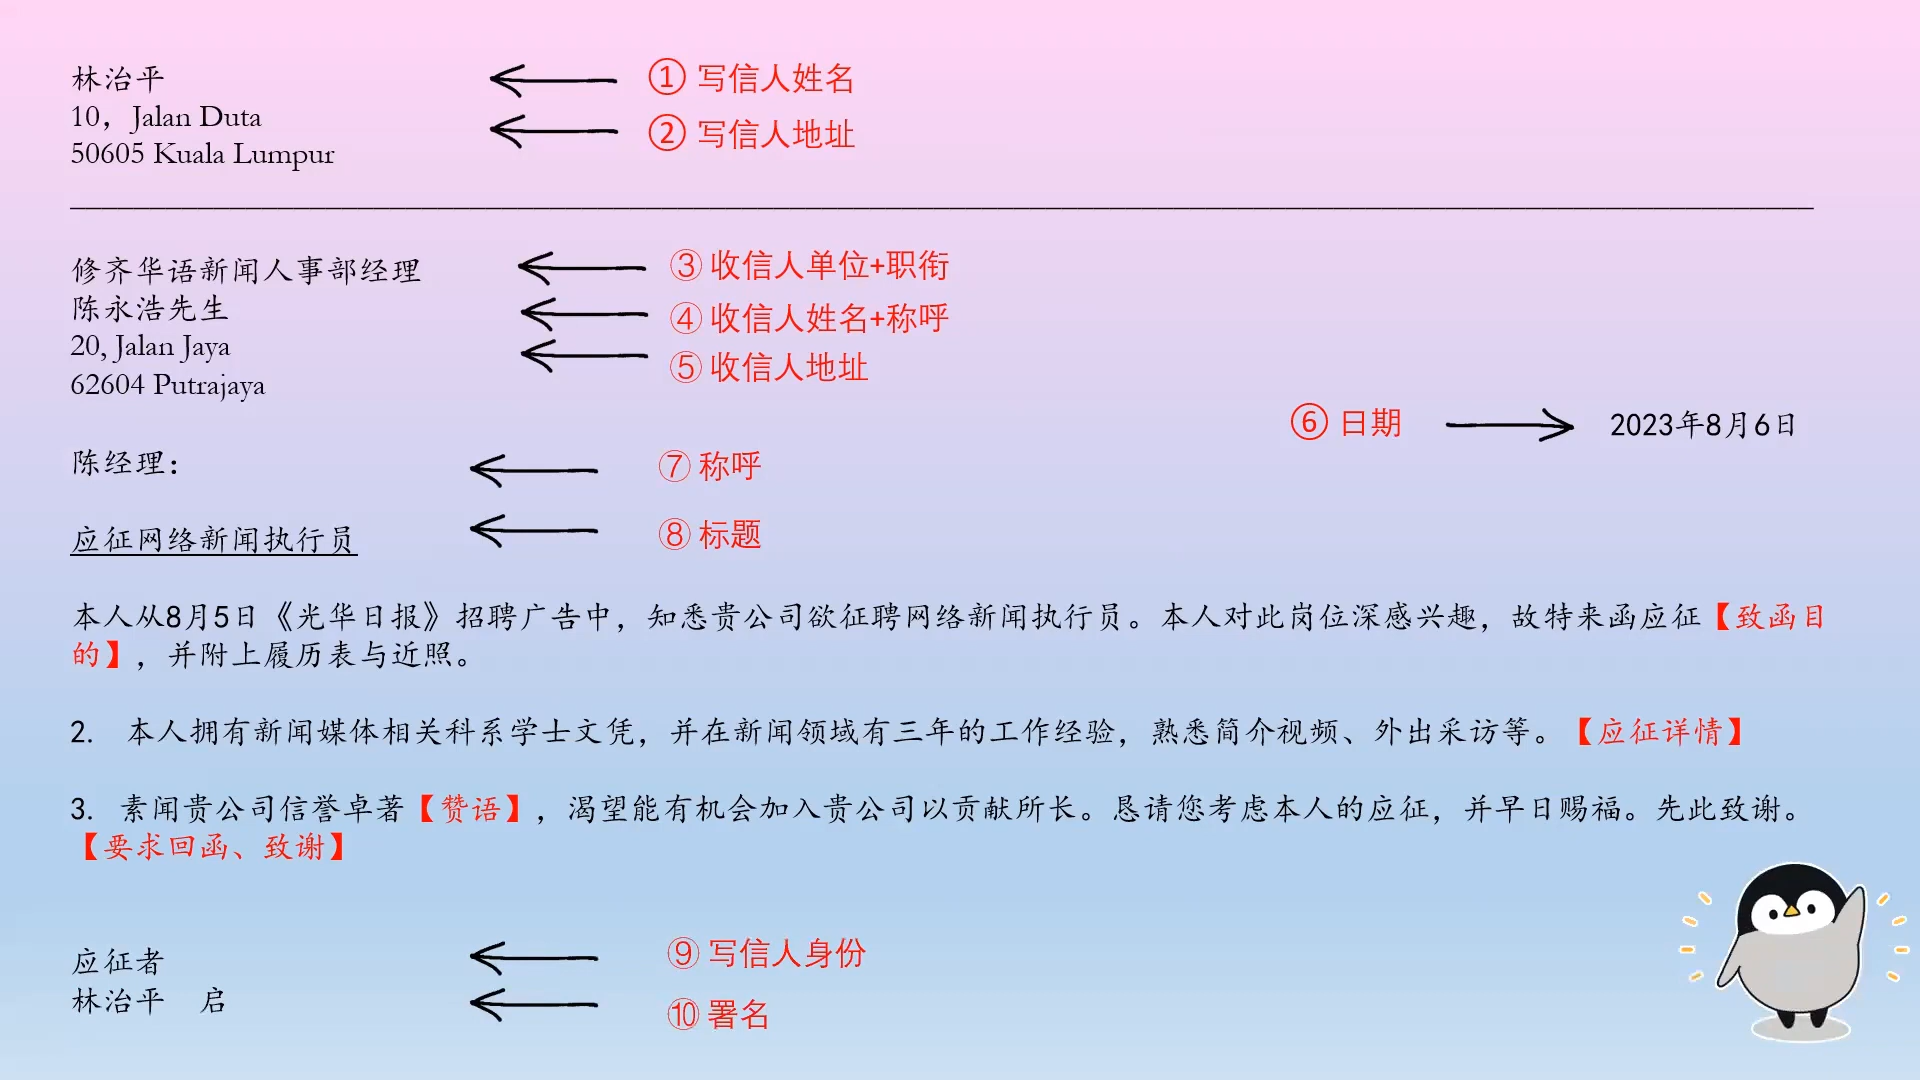 林治平 ① 写信人姓名
10，Jalan Duta ② 写信人地址
50605 Kuala Lumpur
修齐华语新闻人事部经理 ③ 收信人单位+职衔
陈永浩先生 ④ 收信人姓名+称呼
20, Jalan Jaya ⑤ 收信人地址
62604 Putrajaya
⑥ 日期 2023年8月6日
陈经理： ⑦ 称呼
应征网络新闻执行员 ⑧ 标题
本人从8月5日《光华日报》招聘广告中，知悉贵公司欲征聘网络新闻执行员。本人对此岗位深感兴趣，故特来函应征【致函目
的】，并附上履历表与近照。
2. 本人拥有新闻媒体相关科系学士文凭，并在新闻领域有三年的工作经验，熟悉简介视频、外出采访等。【应征详情】
3. 素闻贵公司信誉卓著【赞语】，渴望能有机会加入贵公司以贡献所长。恳请您考虑本人的应征，并早日赐福。先此致谢。
【要求回函、致谢】
应征者 ⑨ 写信人身份
林治平 启 ⑩ 署名